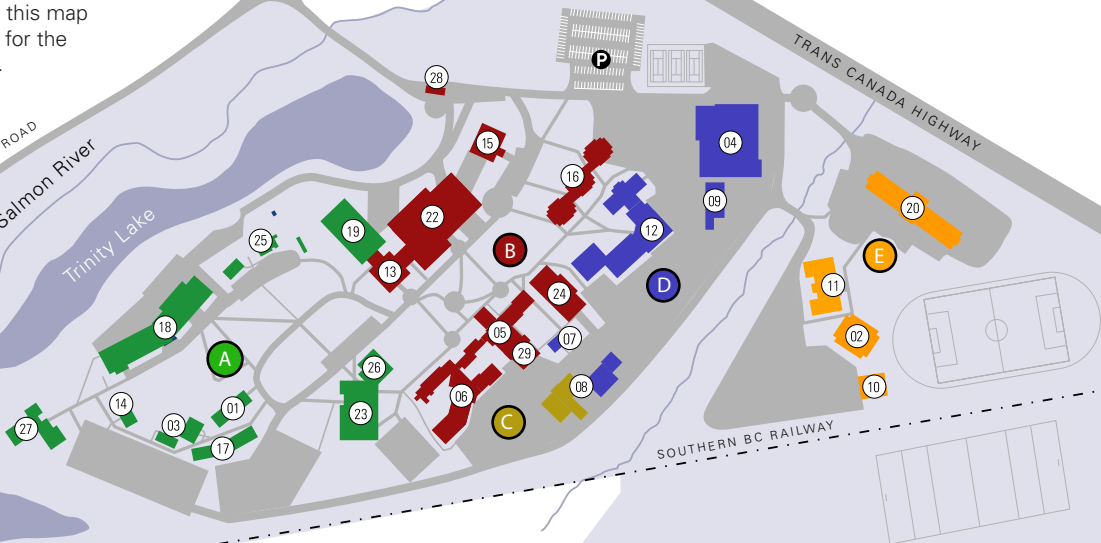 this map
for the
.
ROAD
Salmon River
Trinity Lake
TRANS CANADA HIGHWAY
SOUTHERN BC RAILWAY
P
28
15
04
16
09
20
22
19
12
25
13
B
E
D
11
24
18
05
07
02
29
A
26
08
10
06
14
01
23
03
C
27
17